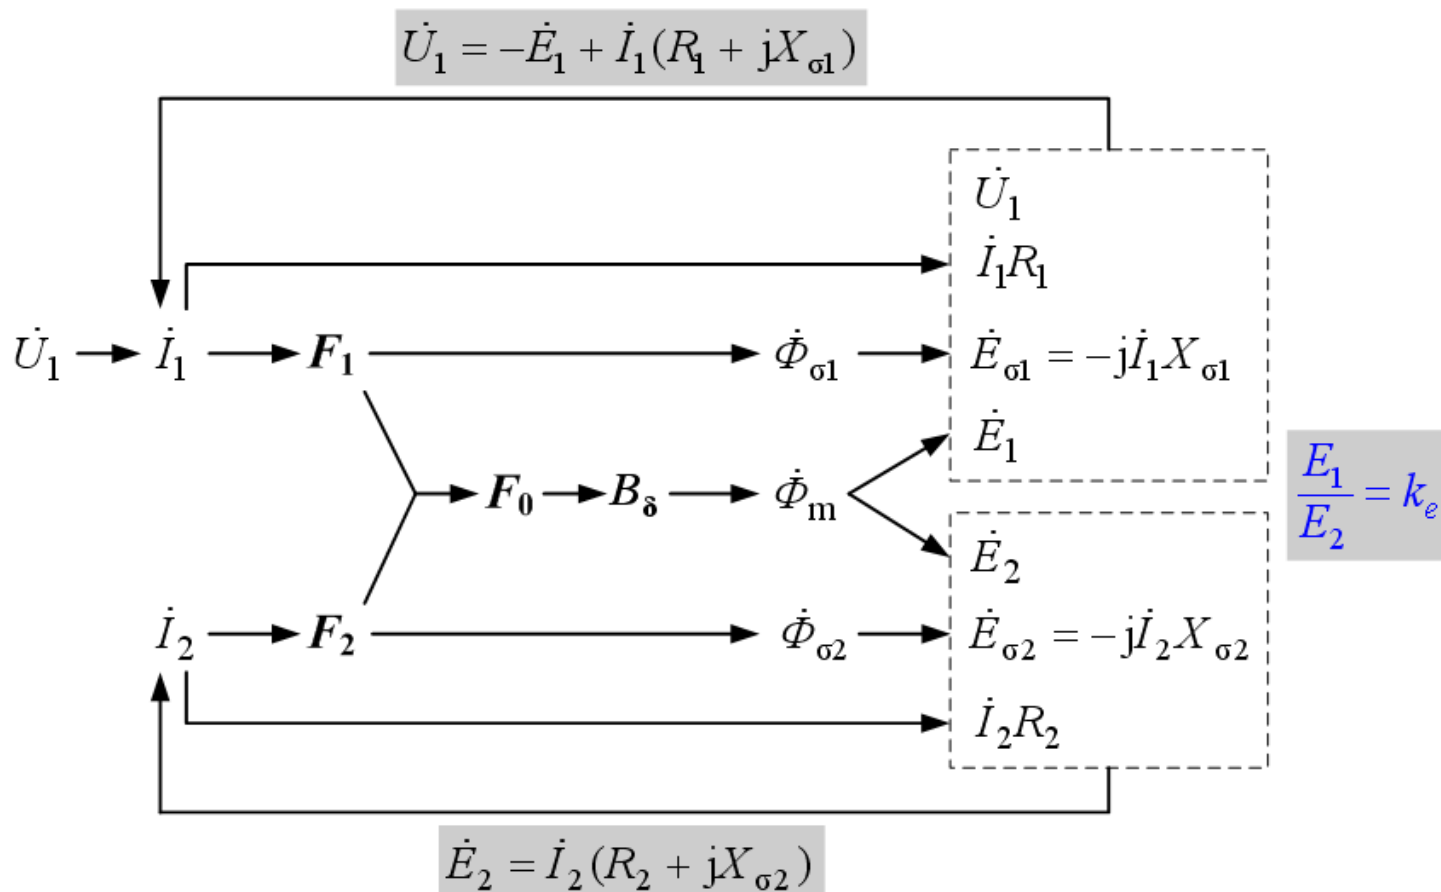 U̇₁ = −Ė₁ + İ₁(R₁ + jX_σ1)
U̇₁
İ₁R₁
U̇₁ → İ₁ → F₁ → Φ̇_σ1 → Ė_σ1 = −jİ₁X_σ1
Ė₁
E₁/E₂ = kₑ
F₀ → B_δ → Φ̇_m
Ė₂
İ₂ → F₂ → Φ̇_σ2 → Ė_σ2 = −jİ₂X_σ2
İ₂R₂
Ė₂ = İ₂(R₂ + jX_σ2)